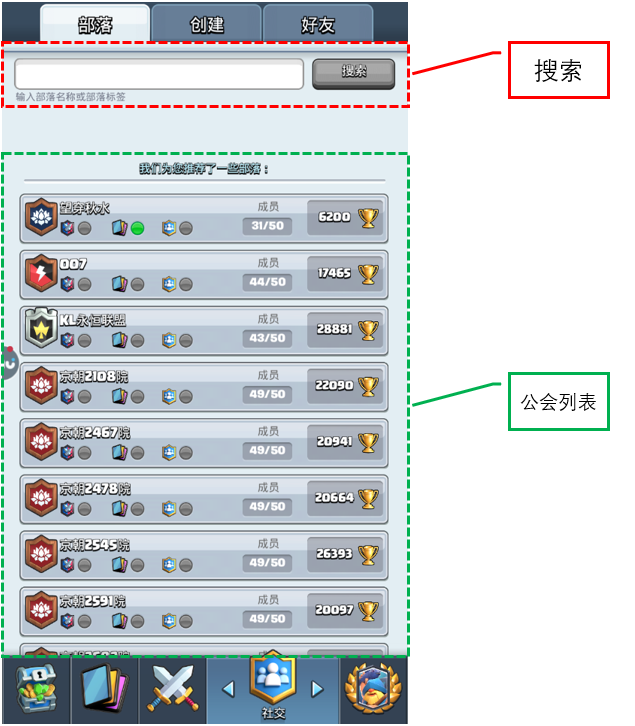 部落 创建 好友
搜索
搜索
输入部落名称或部落标签
我们为您推荐了一些部落：
望穿秋水
成员
31/50
6200
007
成员
44/50
17465
KL永恒联盟
成员
43/50
28881
京朝2108院
成员
49/50
22090
公会列表
京朝2467院
成员
49/50
20941
京朝2478院
成员
49/50
20664
京朝2545院
成员
49/50
26393
京朝2591院
成员
49/50
20097
社交